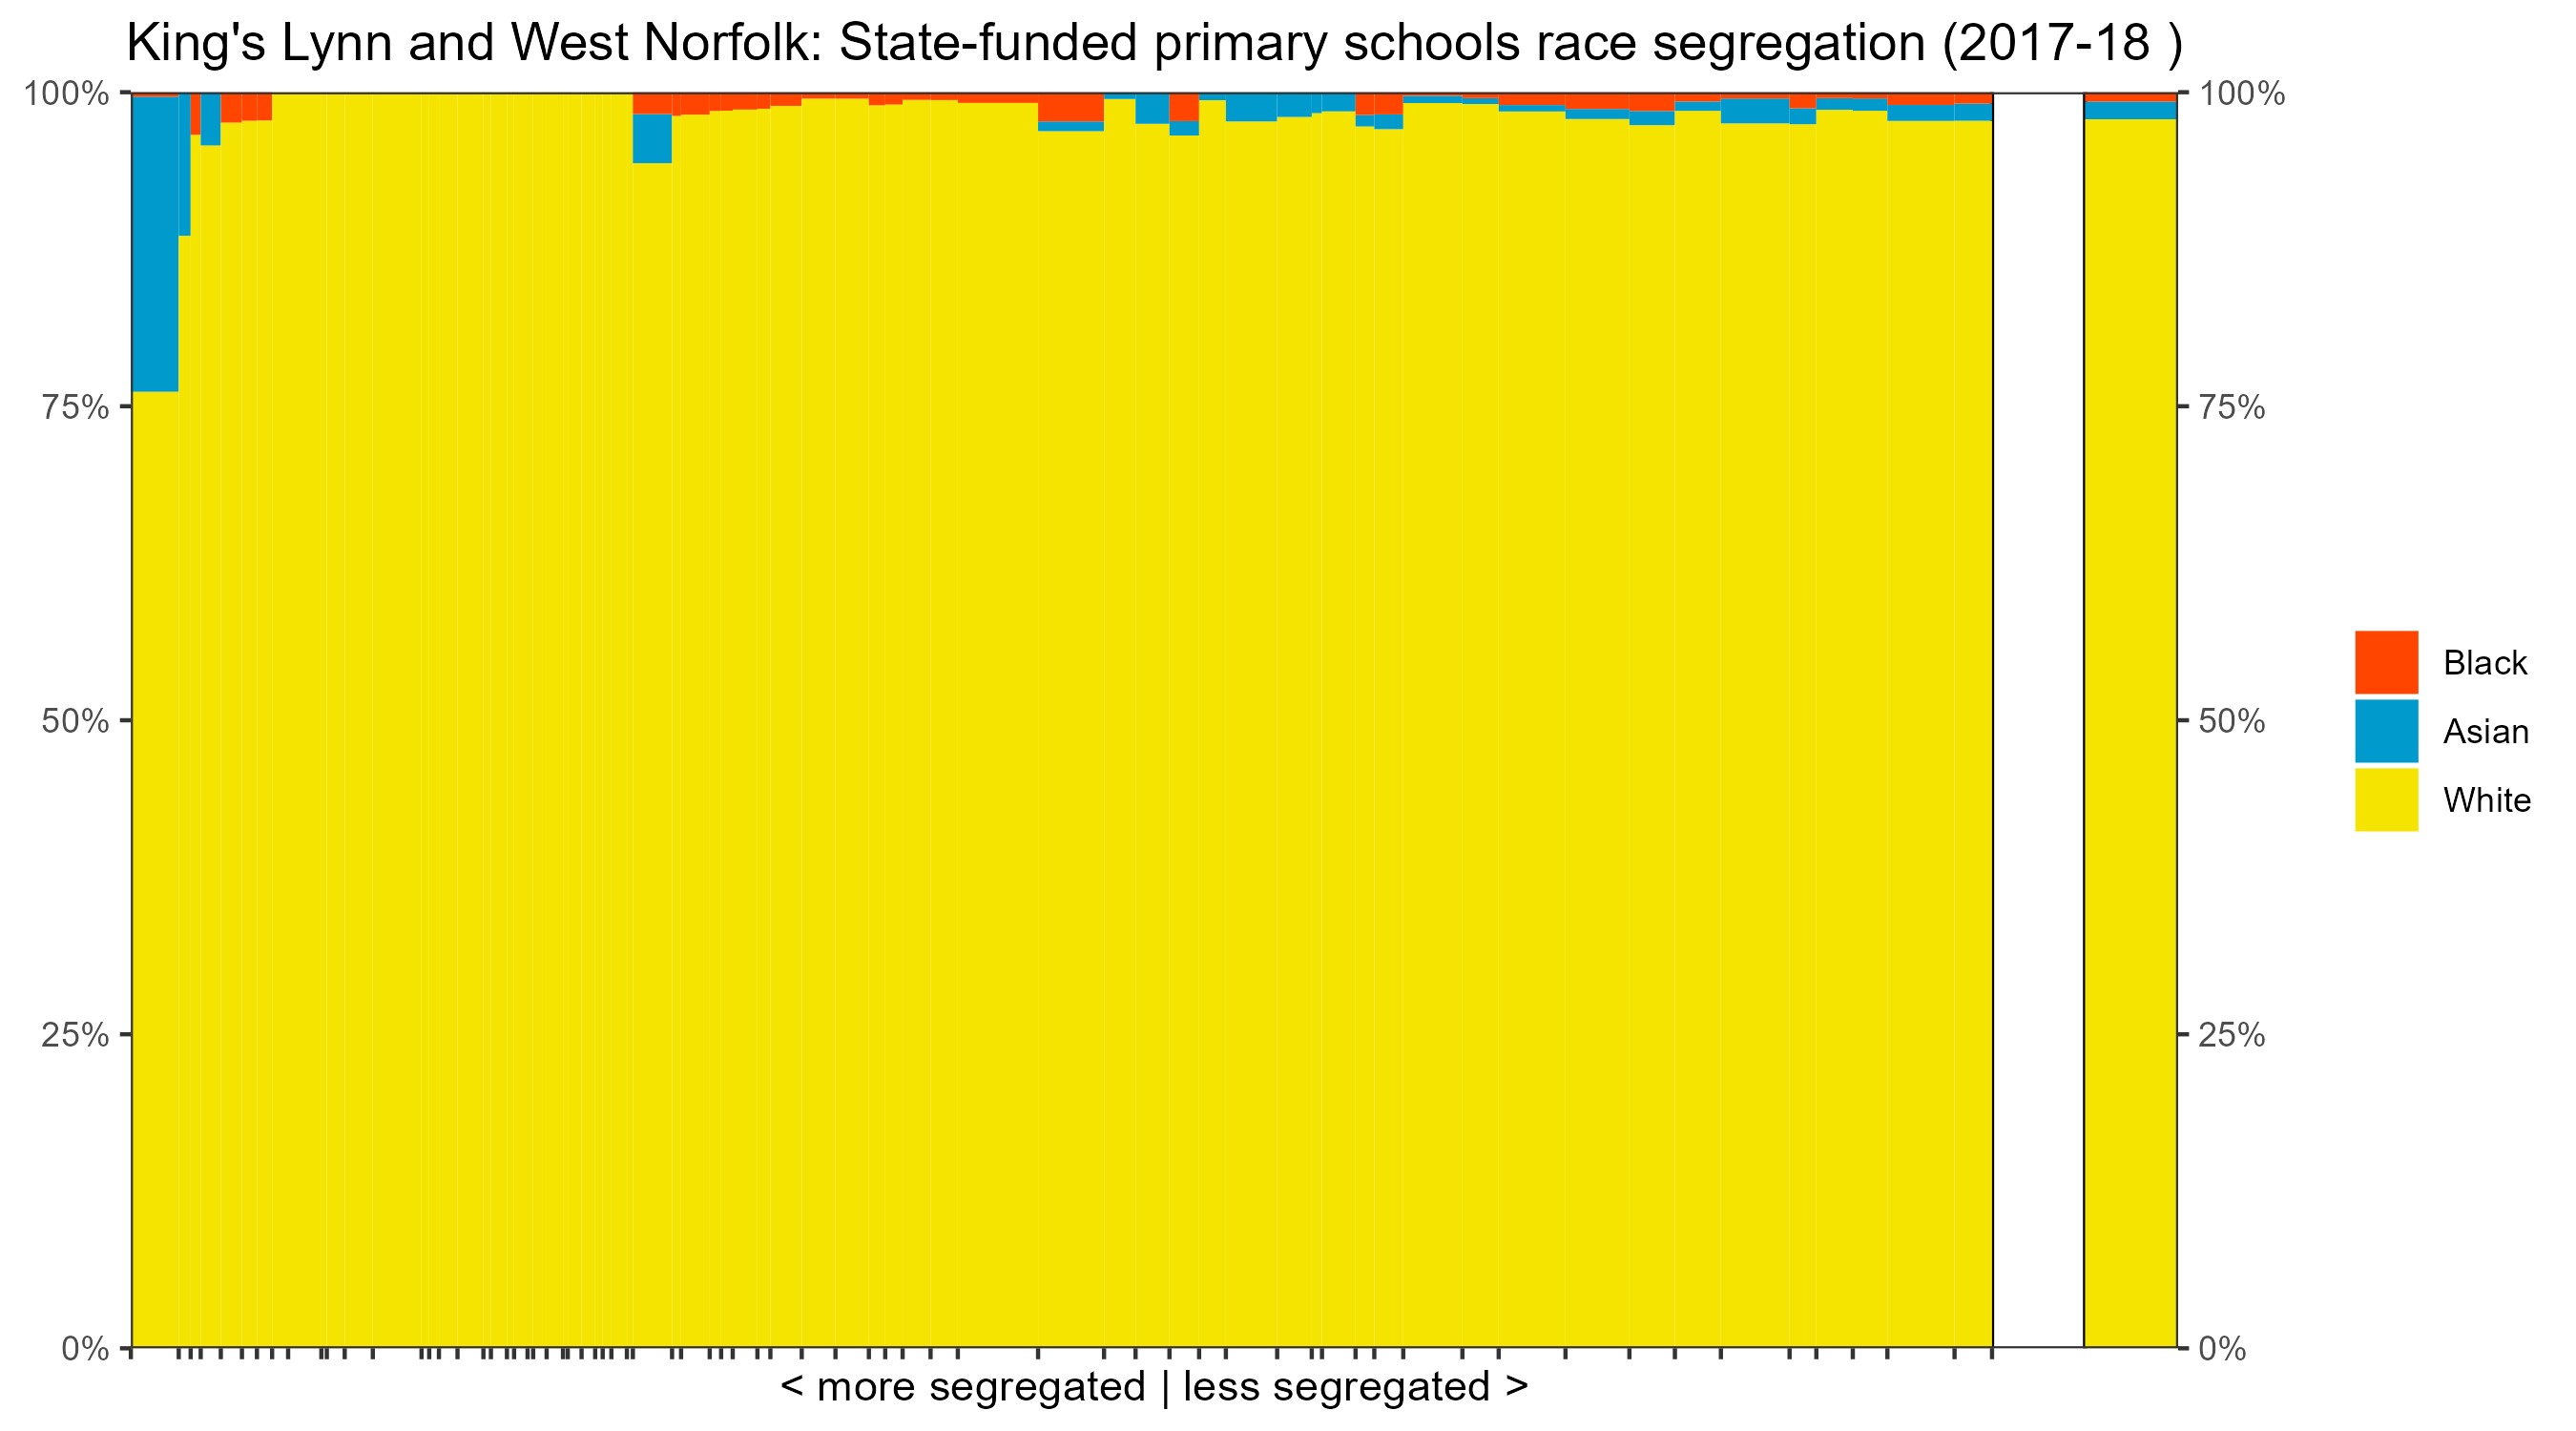 King's Lynn and West Norfolk: State-funded primary schools race segregation (2017-18 )
100%
75%
50%
25%
0%
100%
75%
50%
25%
0%
< more segregated | less segregated >
Black
Asian
White